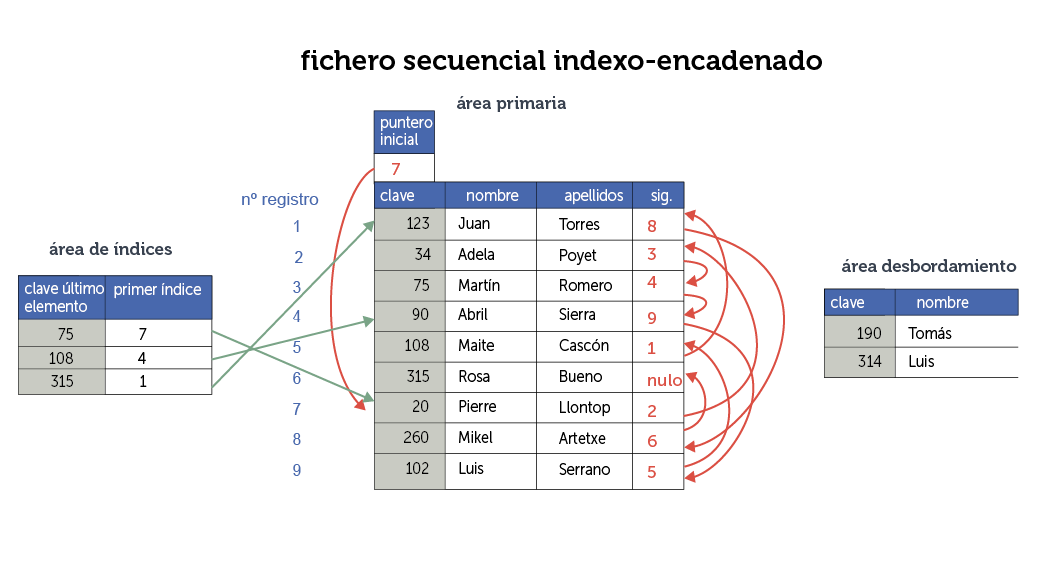 fichero secuencial indexo-encadenado
área primaria
puntero
inicial
7
nº registro
clave nombre apellidos sig.
1 123 Juan Torres 8
2 34 Adela Poyet 3
3 75 Martín Romero 4
4 90 Abril Sierra 9
5 108 Maite Cascón 1
6 315 Rosa Bueno nulo
7 20 Pierre Llontop 2
8 260 Mikel Artetxe 6
9 102 Luis Serrano 5
área de índices
clave último primer índice
elemento
75 7
108 4
315 1
área desbordamiento
clave nombre
190 Tomás
314 Luis